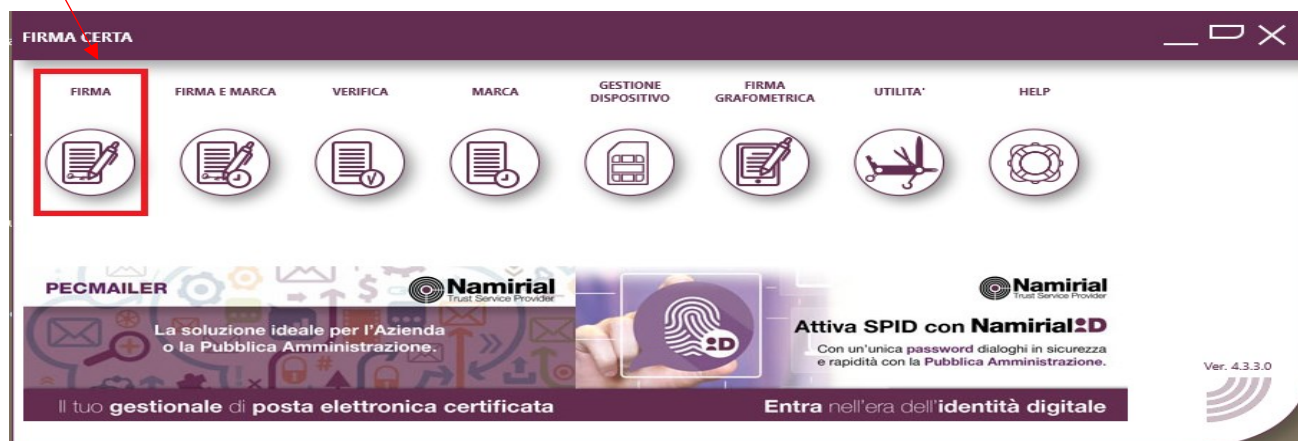 FIRMA CERTA
FIRMA
FIRMA E MARCA
VERIFICA
MARCA
GESTIONE
DISPOSITIVO
FIRMA
GRAFOMETRICA
UTILITA'
HELP
PECMAILER
Namirial
Trust Service Provider
La soluzione ideale per l'Azienda
o la Pubblica Amministrazione.
Il tuo gestionale di posta elettronica certificata
Namirial
Trust Service Provider
ID
Attiva SPID con NamirialID
Con un'unica password dialoghi in sicurezza
e rapidità con la Pubblica Amministrazione.
Entra nell'era dell'identità digitale
Ver. 4.3.3.0